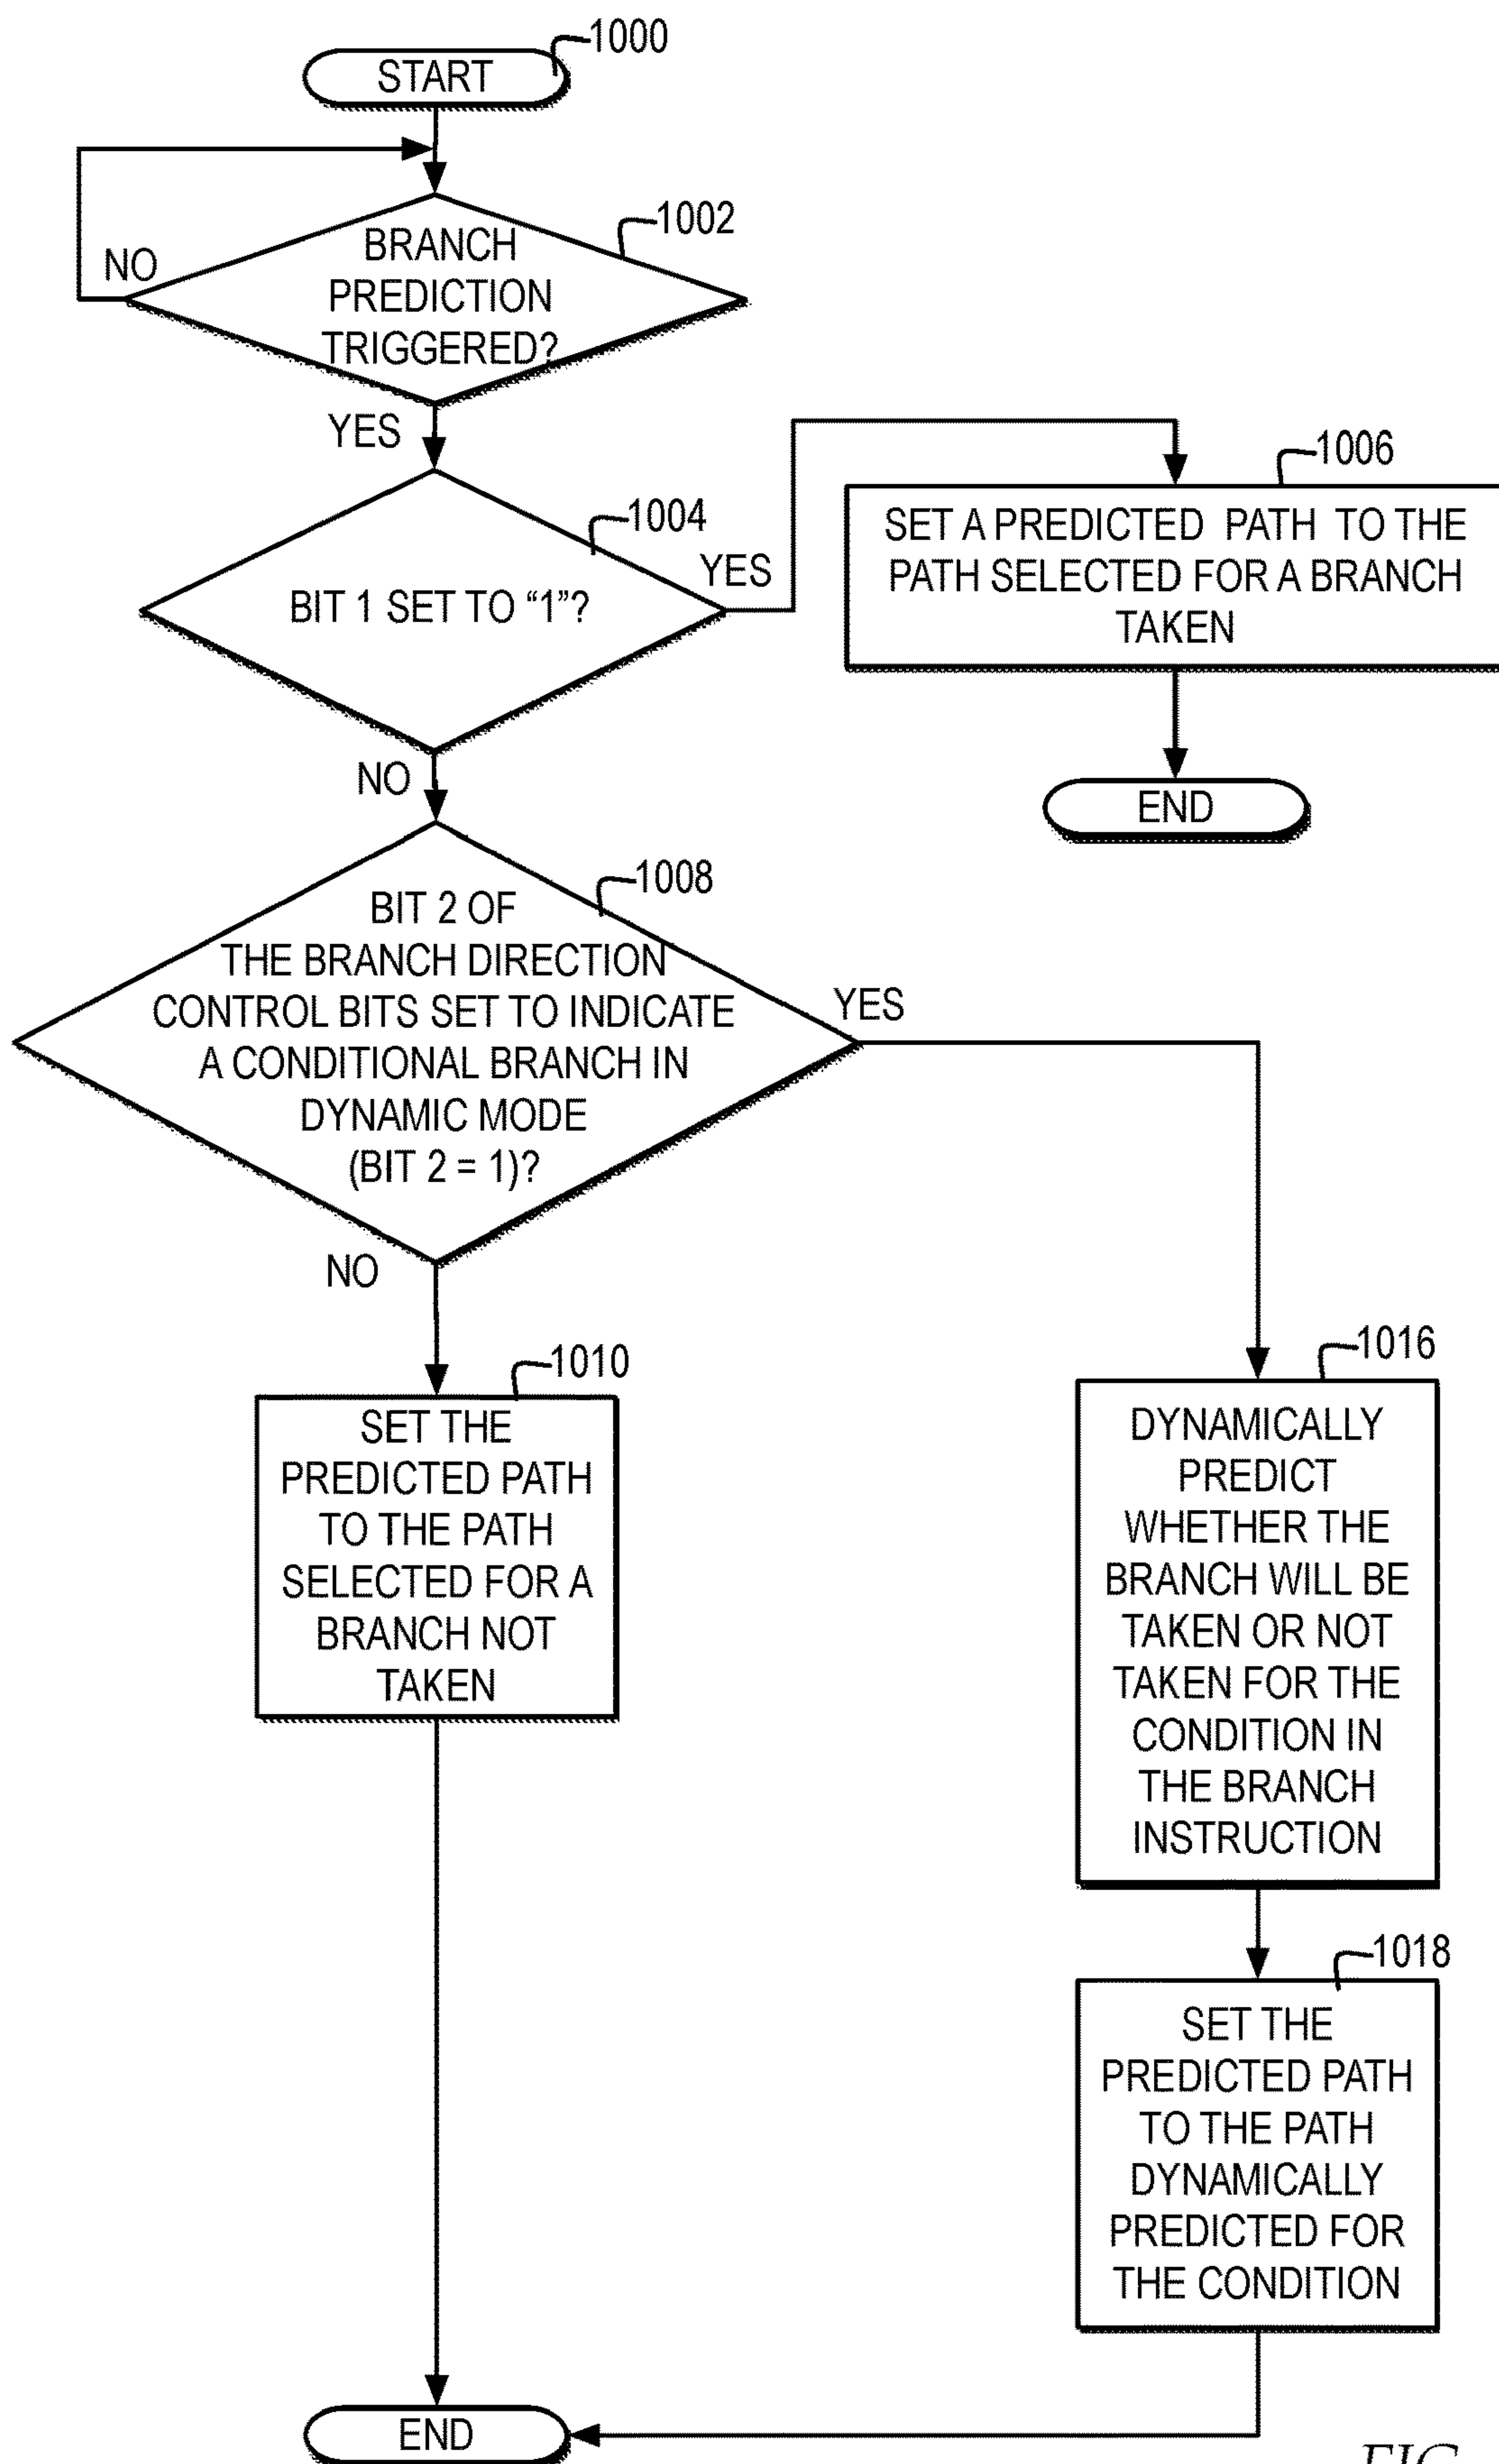 START
1000
BRANCH
PREDICTION
TRIGGERED?
1002
NO
YES
BIT 1 SET TO “1”?
1004
YES
1006
SET A PREDICTED PATH TO THE
PATH SELECTED FOR A BRANCH
TAKEN
END
NO
1008
BIT 2 OF
THE BRANCH DIRECTION
CONTROL BITS SET TO INDICATE
A CONDITIONAL BRANCH IN
DYNAMIC MODE
(BIT 2 = 1)?
YES
NO
1010
SET THE
PREDICTED PATH
TO THE PATH
SELECTED FOR A
BRANCH NOT
TAKEN
1016
DYNAMICALLY
PREDICT
WHETHER THE
BRANCH WILL BE
TAKEN OR NOT
TAKEN FOR THE
CONDITION IN
THE BRANCH
INSTRUCTION
1018
SET THE
PREDICTED PATH
TO THE PATH
DYNAMICALLY
PREDICTED FOR
THE CONDITION
END
FIG